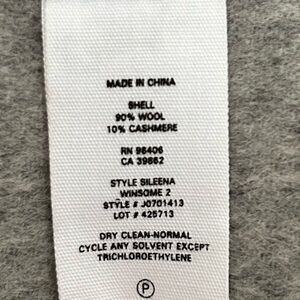 MADE IN CHINA
SHELL
90% WOOL
10% CASHMERE
RN 96406
CA 39862
STYLE SILEENA
WINSOME 2
STYLE # J0701413
LOT # 425713
DRY CLEAN-NORMAL
CYCLE ANY SOLVENT EXCEPT
TRICHLOROETHYLENE
P